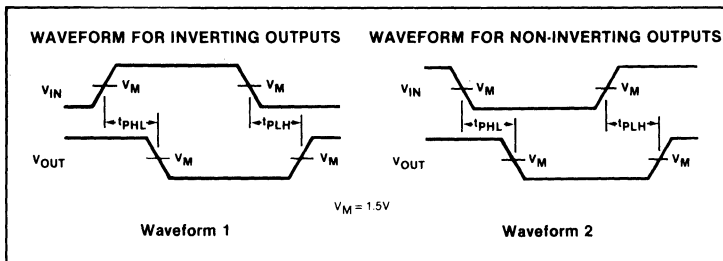 WAVEFORM FOR INVERTING OUTPUTS
VIN
VM
VM
tPHL
tPLH
VOUT
VM
VM
Waveform 1
WAVEFORM FOR NON-INVERTING OUTPUTS
VIN
VM
VM
tPHL
tPLH
VOUT
VM
VM
Waveform 2
VM = 1.5V